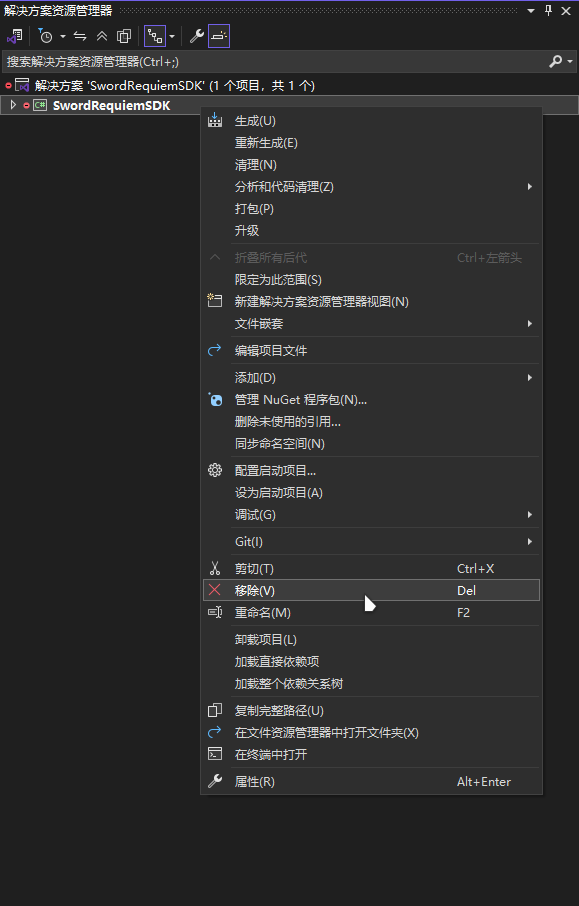 解决方案资源管理器
搜索解决方案资源管理器(Ctrl+;)
解决方案 'SwordRequiemSDK' (1 个项目，共 1 个)
C# SwordRequiemSDK
生成(U)
重新生成(E)
清理(N)
分析和代码清理(Z)
打包(P)
升级
折叠所有后代 Ctrl+左箭头
限定为此范围(S)
新建解决方案资源管理器视图(N)
文件嵌套
编辑项目文件
添加(D)
管理 NuGet 程序包(N)...
删除未使用的引用...
同步命名空间(N)
配置启动项目...
设为启动项目(A)
调试(G)
Git(I)
剪切(T) Ctrl+X
移除(V) Del
重命名(M) F2
卸载项目(L)
加载直接依赖项
加载整个依赖关系树
复制完整路径(U)
在文件资源管理器中打开文件夹(X)
在终端中打开
属性(R) Alt+Enter